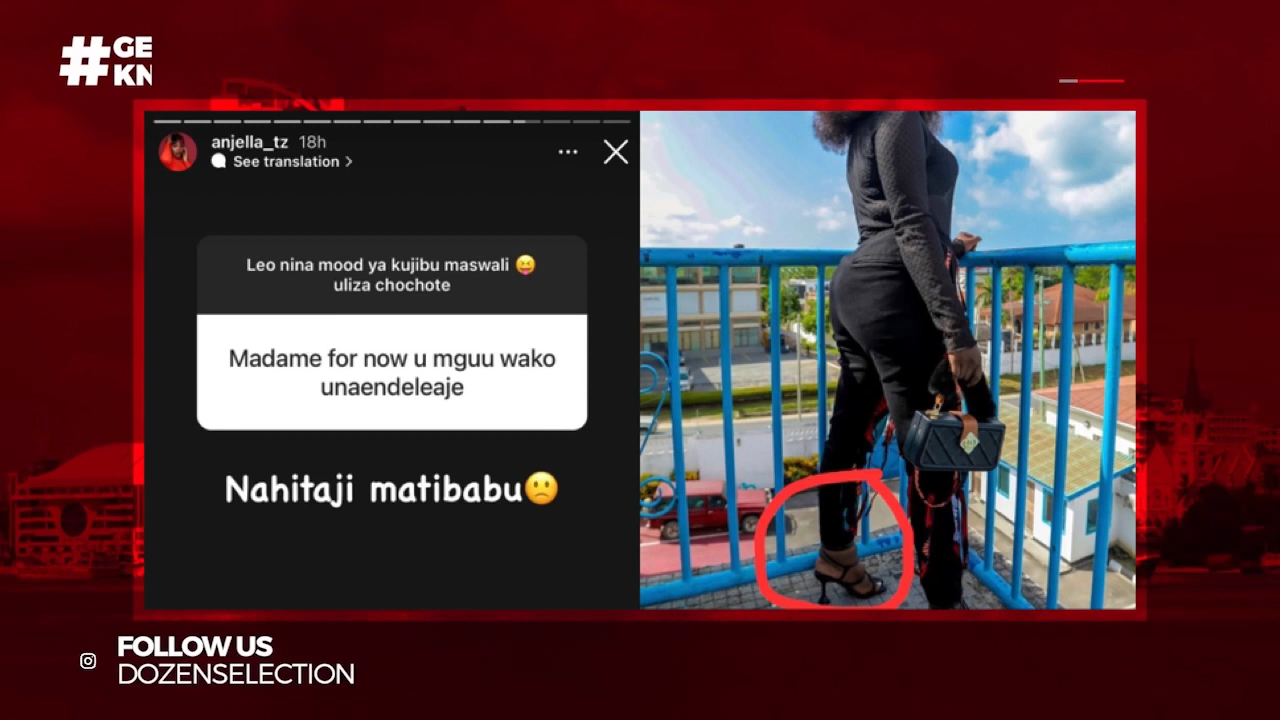 #GE
KN
anjella_tz 18h
See translation >
Leo nina mood ya kujibu maswali 😝
uliza chochote
Madame for now u mguu wako
unaendeleaje
Nahitaji matibabu🙁
FOLLOW US
DOZENSELECTION